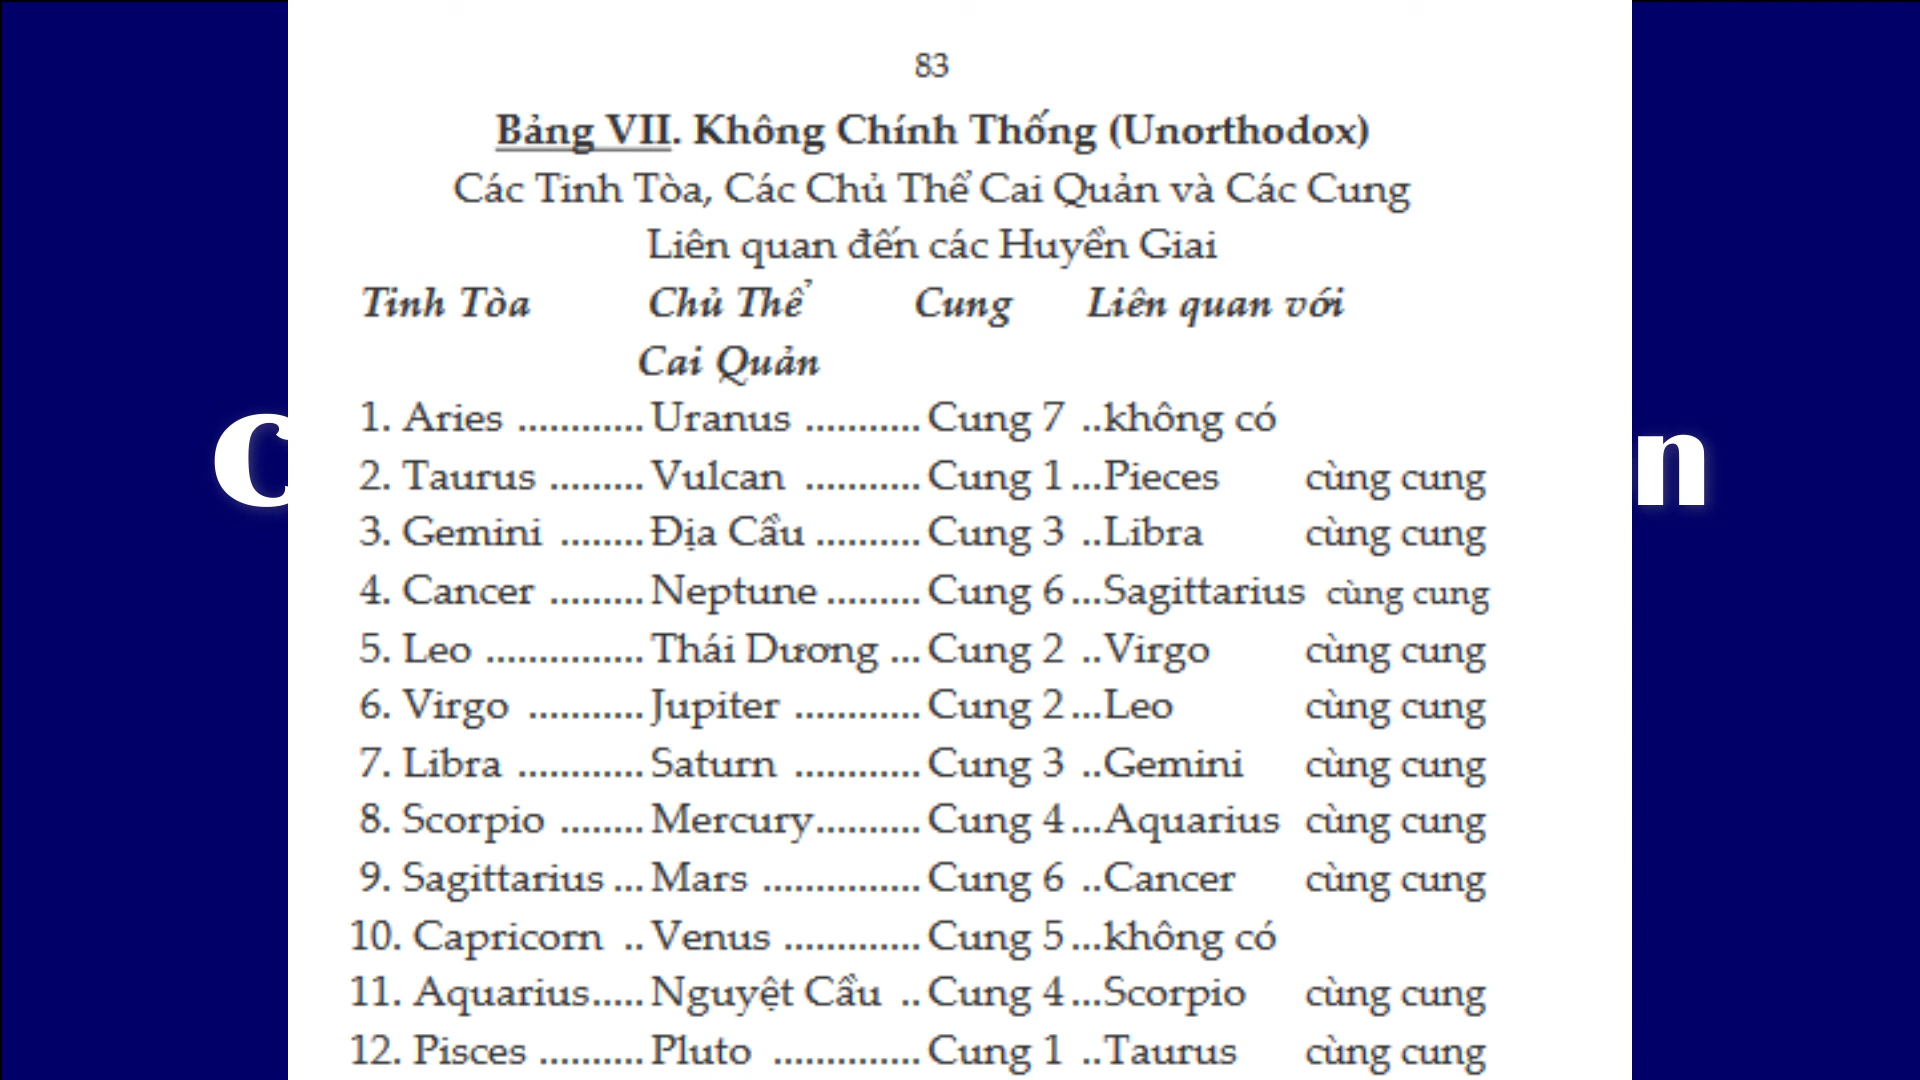 83
Bảng VII. Không Chính Thống (Unorthodox)
Các Tinh Tòa, Các Chủ Thể Cai Quản và Các Cung
Liên quan đến các Huyền Giai
Tinh Tòa Chủ Thể Cung Liên quan với
Cai Quản
1. Aries ............ Uranus ........... Cung 7 ..không có
2. Taurus ......... Vulcan ........... Cung 1 ...Pieces cùng cung
3. Gemini ........ Địa Cầu .......... Cung 3 ..Libra cùng cung
4. Cancer ......... Neptune ......... Cung 6 ...Sagittarius cùng cung
5. Leo ............... Thái Dương ... Cung 2 ..Virgo cùng cung
6. Virgo ........... Jupiter ............ Cung 2 ...Leo cùng cung
7. Libra ............ Saturn ............ Cung 3 ..Gemini cùng cung
8. Scorpio ........ Mercury.......... Cung 4 ...Aquarius cùng cung
9. Sagittarius ... Mars ............... Cung 6 ..Cancer cùng cung
10. Capricorn .. Venus ............. Cung 5 ...không có
11. Aquarius..... Nguyệt Cầu .. Cung 4 ...Scorpio cùng cung
12. Pisces .......... Pluto .............. Cung 1 ..Taurus cùng cung